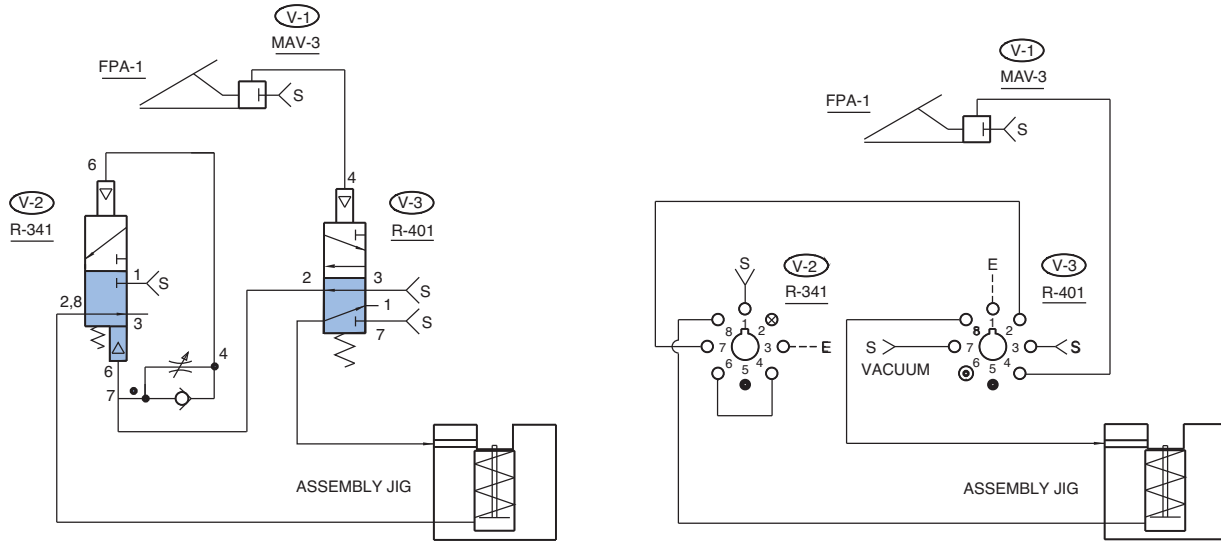 V-1
MAV-3
FPA-1
S
6
4
V-2
V-3
R-341
R-401
1
S
2
3
S
2,8
1
3
S
7
6
4
7
ASSEMBLY JIG
V-1
MAV-3
FPA-1
S
S
V-2
E
V-3
R-341
R-401
1
8
2
7
3
E
6
4
5
1
8
2
S
7
3
S
VACUUM
6
4
5
ASSEMBLY JIG